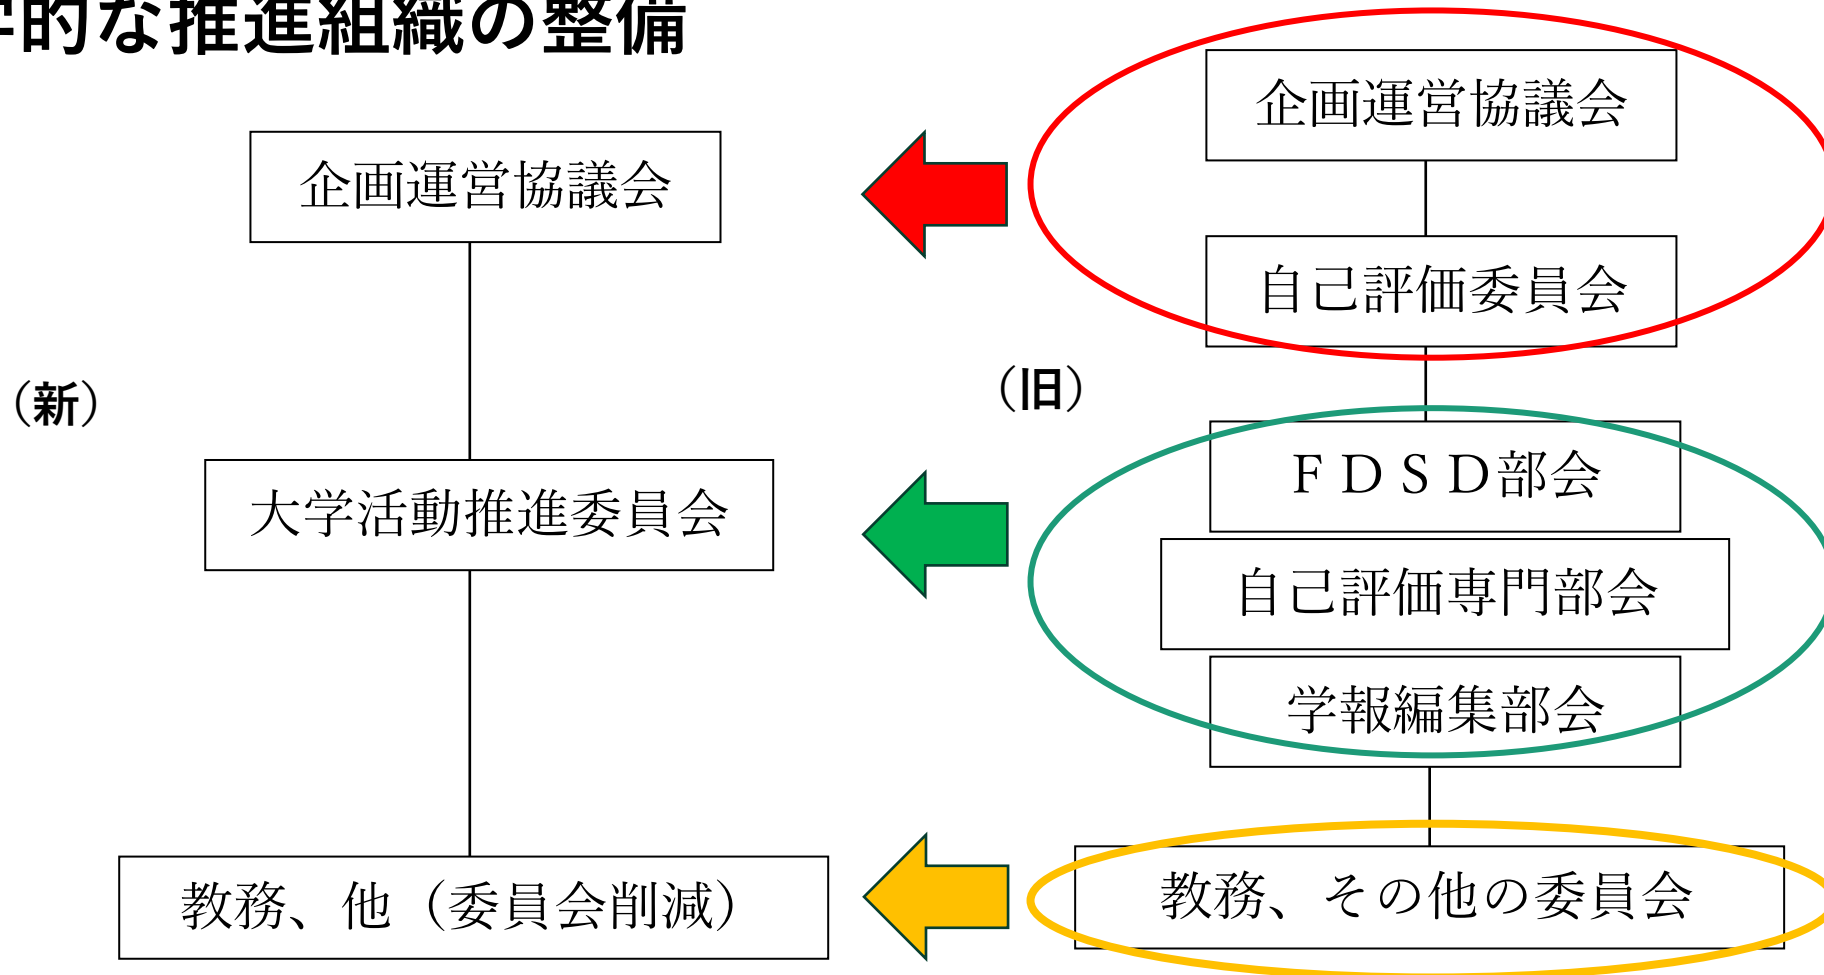 的な推進組織の整備
企画運営協議会
自己評価委員会
FDSD部会
自己評価専門部会
学報編集部会
教務、その他の委員会
(旧)
企画運営協議会
大学活動推進委員会
教務、他（委員会削減）
(新)